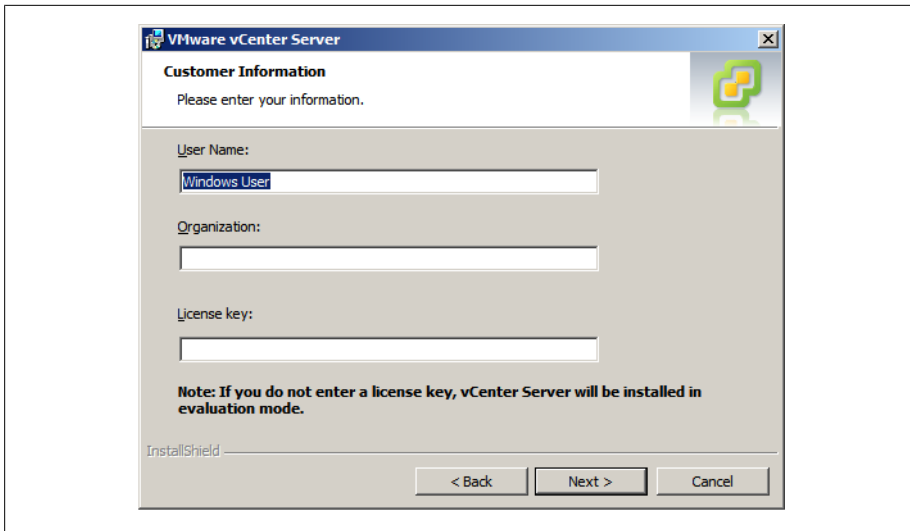 VMware vCenter Server
Customer Information
Please enter your information.
User Name:
Windows User
Organization:
License key:
Note: If you do not enter a license key, vCenter Server will be installed in
evaluation mode.
InstallShield
< Back Next > Cancel